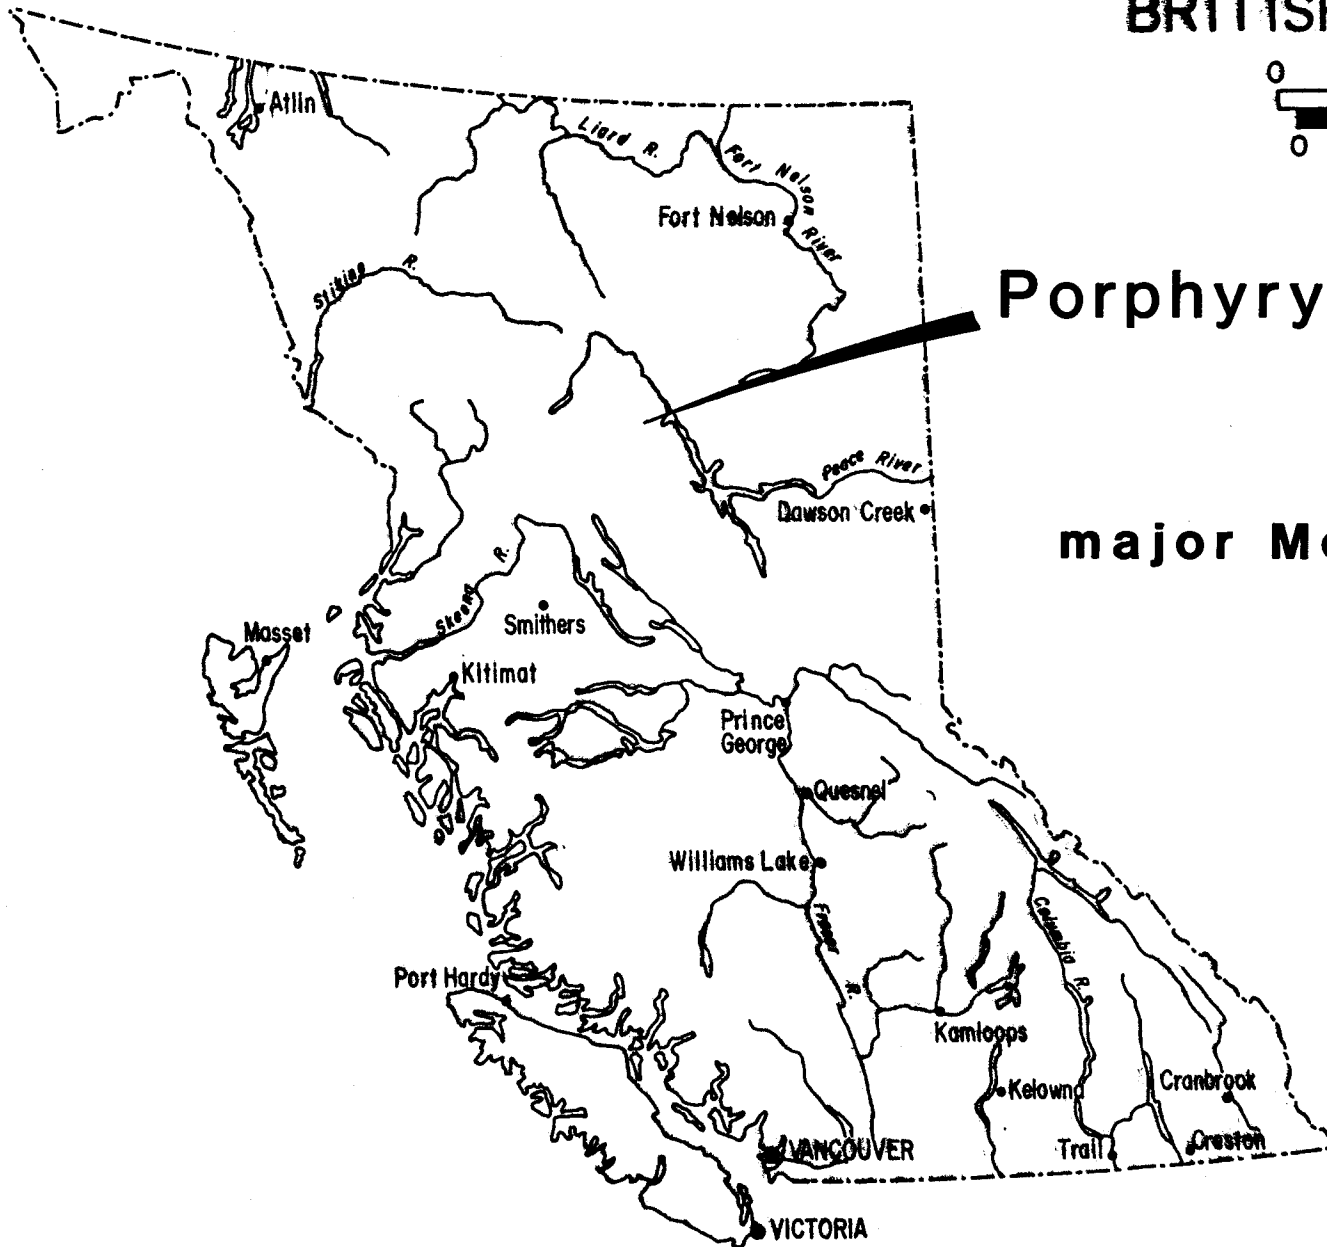 BRITISH
0
0
Atlin
Liard R.
Fort Nelson River
Fort Nelson
Stikine R.
Porphyry
Peace River
Dawson Creek
major Mo
Skeena R.
Smithers
Masset
Kitimat
Prince
George
Quesnel
Williams Lake
Fraser R.
Columbia R.
Port Hardy
Kamloops
Kelowna
Cranbrook
Trail
Creston
VANCOUVER
VICTORIA